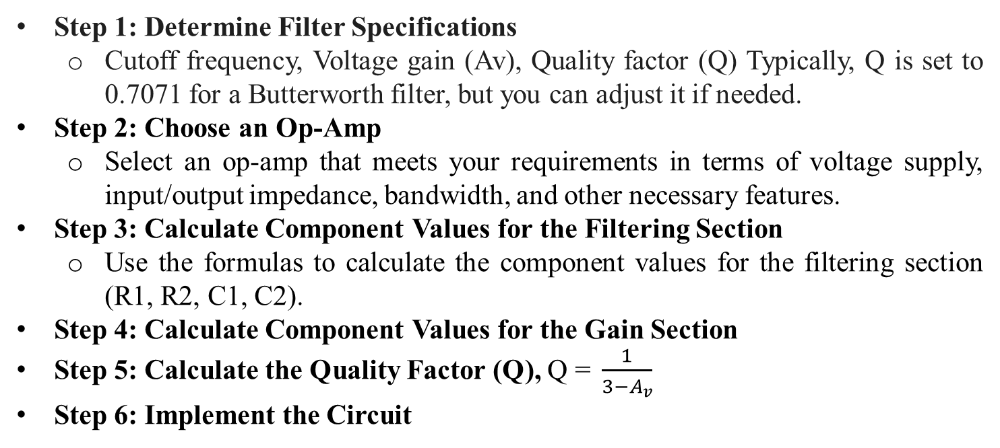 • Step 1: Determine Filter Specifications
o Cutoff frequency, Voltage gain (Av), Quality factor (Q) Typically, Q is set to
0.7071 for a Butterworth filter, but you can adjust it if needed.
• Step 2: Choose an Op-Amp
o Select an op-amp that meets your requirements in terms of voltage supply,
input/output impedance, bandwidth, and other necessary features.
• Step 3: Calculate Component Values for the Filtering Section
o Use the formulas to calculate the component values for the filtering section
(R1, R2, C1, C2).
• Step 4: Calculate Component Values for the Gain Section
• Step 5: Calculate the Quality Factor (Q), Q = 1/(3−Aᵥ)
• Step 6: Implement the Circuit